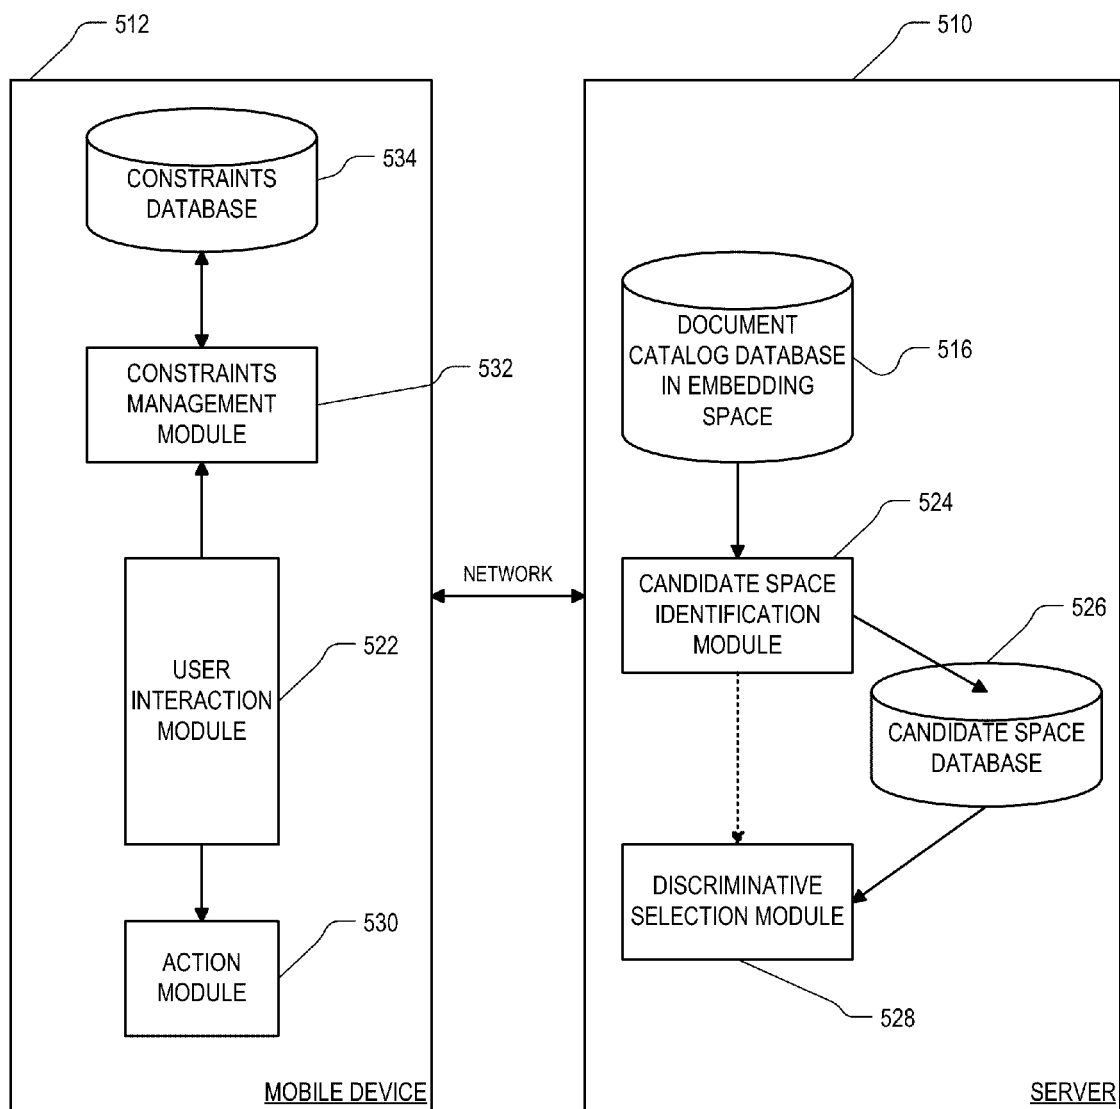 512
510
CONSTRAINTS
DATABASE
534
DOCUMENT
CATALOG DATABASE
IN EMBEDDING
SPACE
516
CONSTRAINTS
MANAGEMENT
MODULE
532
524
NETWORK
CANDIDATE SPACE
IDENTIFICATION
MODULE
526
USER
INTERACTION
MODULE
522
CANDIDATE SPACE
DATABASE
DISCRIMINATIVE
SELECTION MODULE
528
ACTION
MODULE
530
MOBILE DEVICE
SERVER